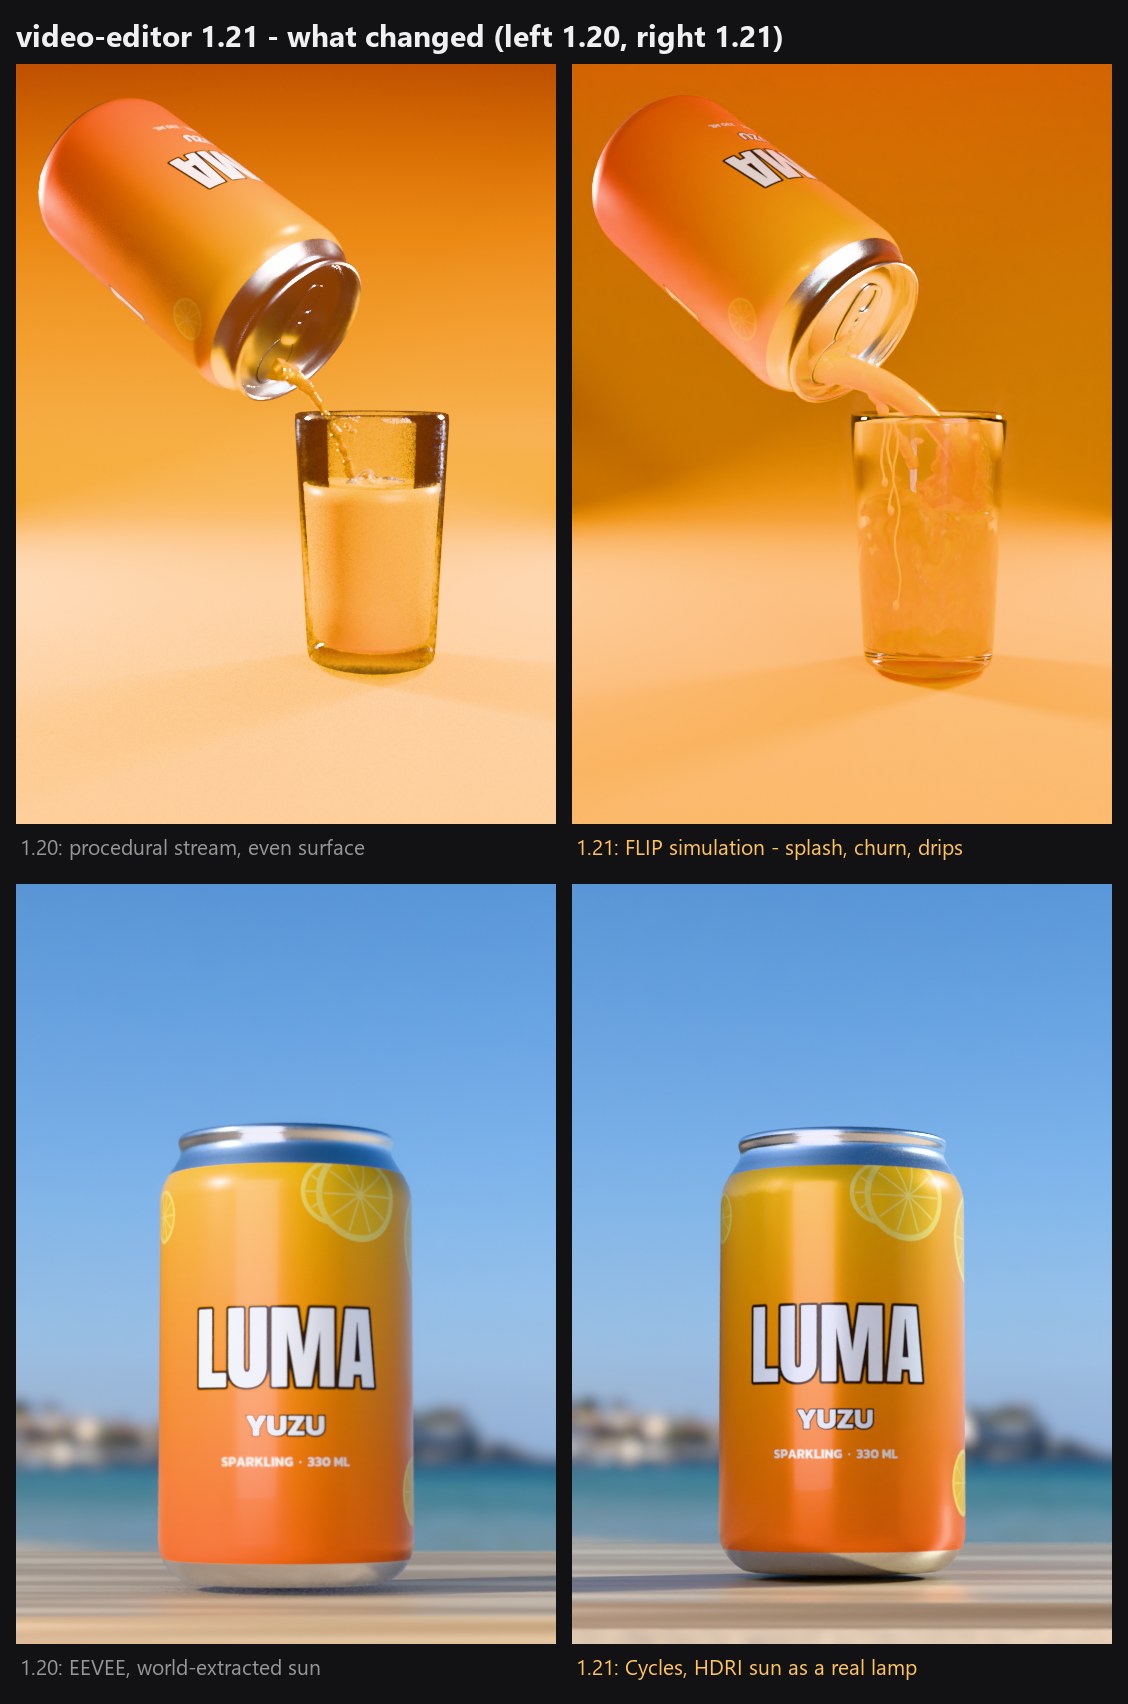 video-editor 1.21 - what changed (left 1.20, right 1.21)
1.20: procedural stream, even surface
1.21: FLIP simulation - splash, churn, drips
LUMA
YUZU
SPARKLING · 330 ML
LUMA
YUZU
SPARKLING · 330 ML
1.20: EEVEE, world-extracted sun
1.21: Cycles, HDRI sun as a real lamp